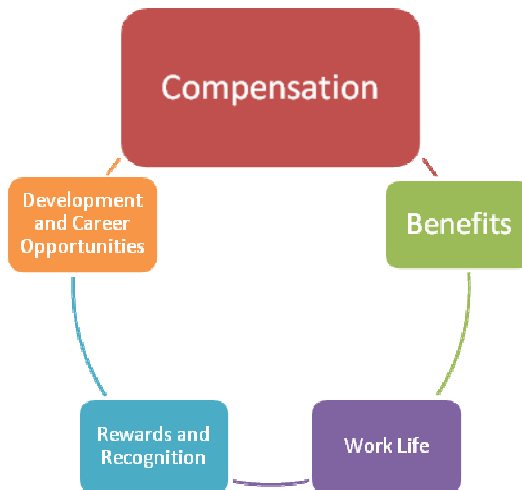 Compensation
Development
and Career
Opportunities
Benefits
Rewards and
Recognition
Work Life